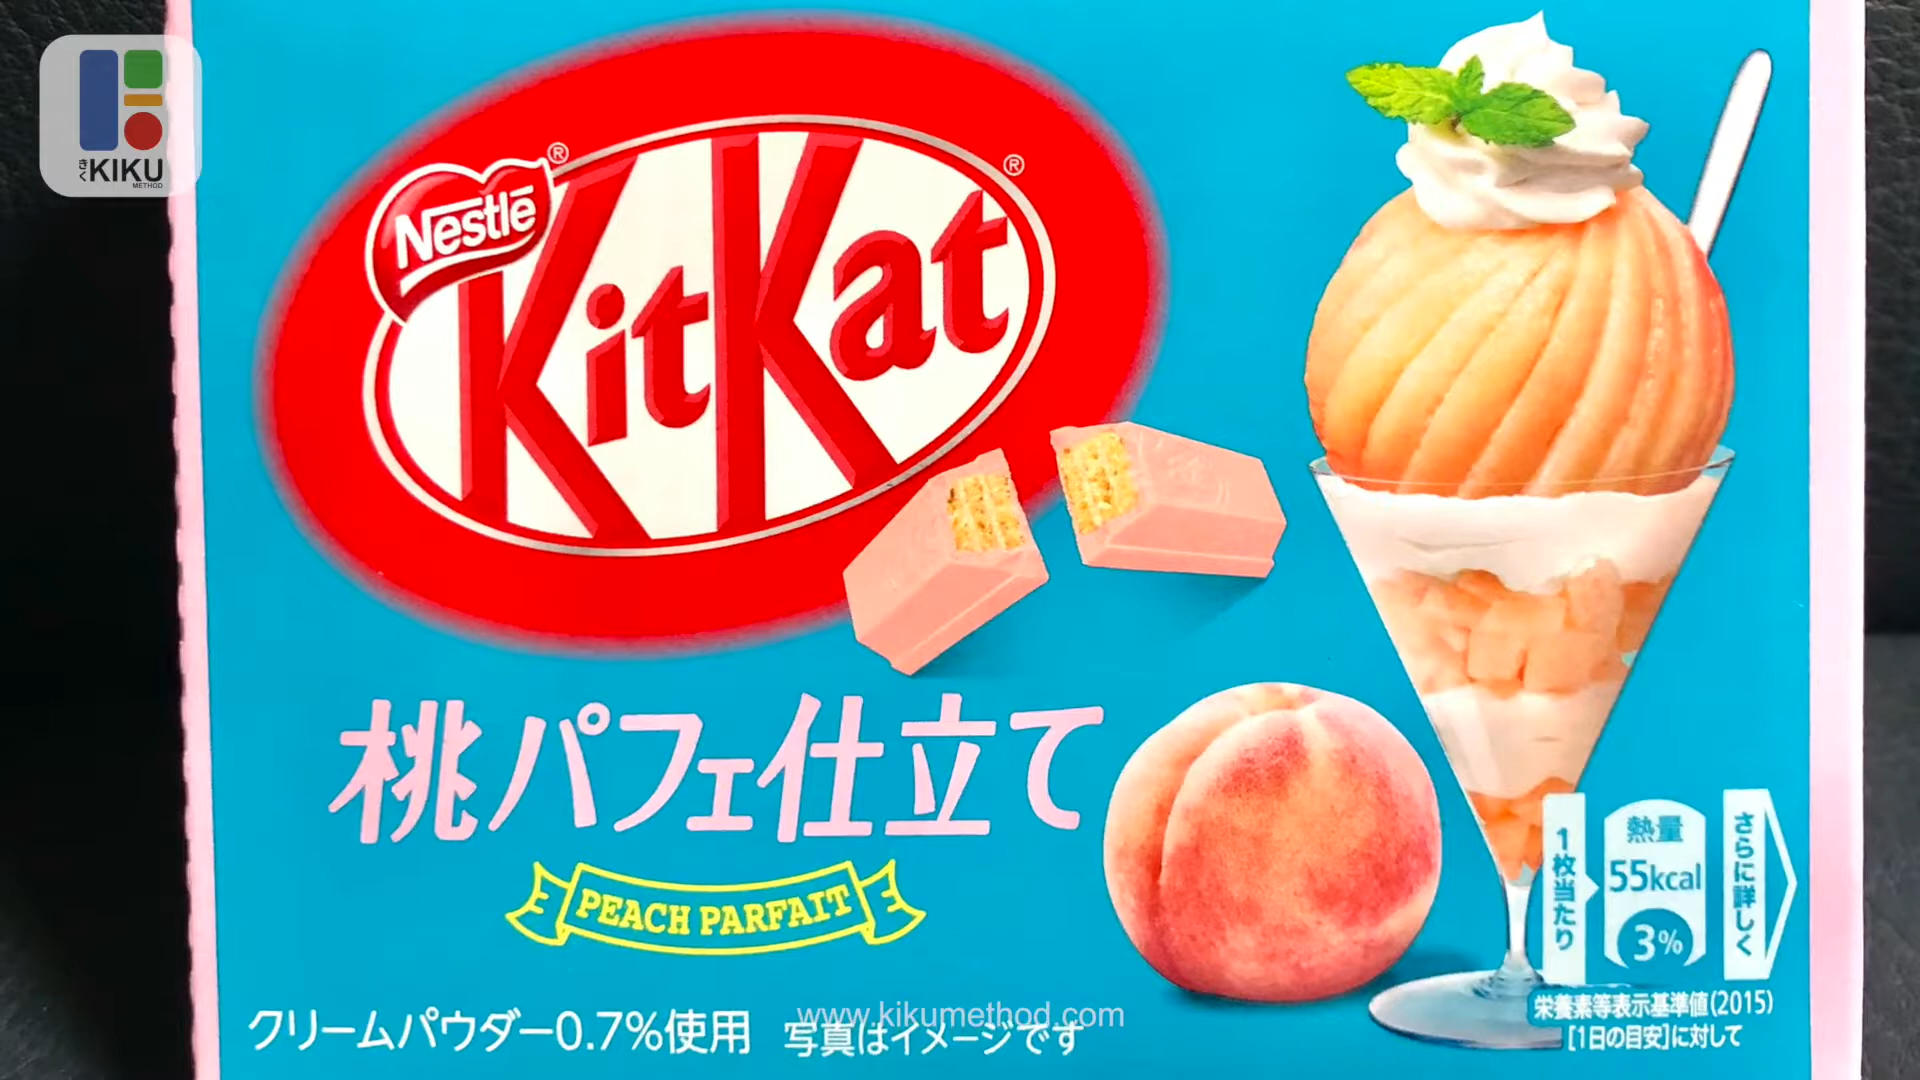 きく
KIKU
METHOD
Nestlé®
KitKat®
桃パフェ仕立て
PEACH PARFAIT
クリームパウダー0.7%使用 写真はイメージです
www.kikumethod.com
1枚当たり
熱量
55kcal
3%
さらに詳しく
栄養素等表示基準値(2015)
[1日の目安]に対して